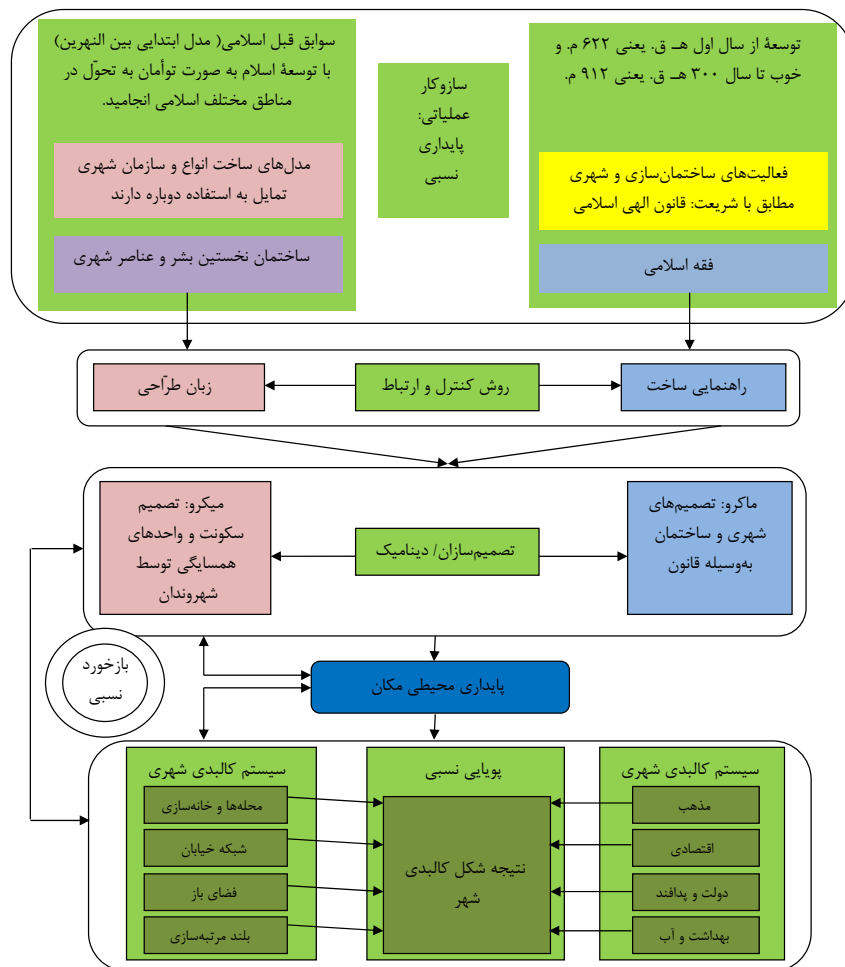 توسعهٔ از سال اول هـ ق. یعنی ۶۲۲ م. و
خوب تا سال ۳۰۰ هـ ق. یعنی ۹۱۲ م.
فعالیت‌های ساختمان‌سازی و شهری
مطابق با شریعت: قانون الهی اسلامی
فقه اسلامی
سازوکار
عملیاتی:
پایداری
نسبی
سوابق قبل اسلامی( مدل ابتدایی بین النهرین)
با توسعهٔ اسلام به صورت توأمان به تحوّل در
مناطق مختلف اسلامی انجامید.
مدل‌های ساخت انواع و سازمان شهری
تمایل به استفاده دوباره دارند
ساختمان نخستین بشر و عناصر شهری
راهنمایی ساخت
روش کنترل و ارتباط
زبان طرّاحی
ماکرو: تصمیم‌های
شهری و ساختمان
به‌وسیله قانون
تصمیم‌سازان/ دینامیک
میکرو: تصمیم
سکونت و واحدهای
همسایگی توسط
شهروندان
بازخورد
نسبی
پایداری محیطی مکان
سیستم کالبدی شهری
مذهب
اقتصادی
دولت و پدافند
بهداشت و آب
پویایی نسبی
نتیجه شکل کالبدی
شهر
سیستم کالبدی شهری
محله‌ها و خانه‌سازی
شبکه خیابان
فضای باز
بلند مرتبه‌سازی